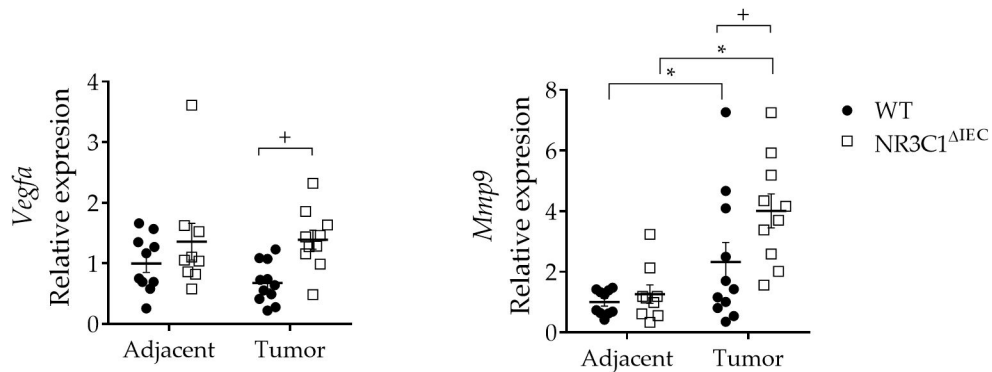 Vegfa
Relative expresion
4
3
2
1
0
+
Adjacent
Tumor
Mmp9
Relative expresion
8
6
4
2
0
+
*
*
Adjacent
Tumor
WT
NR3C1ΔIEC